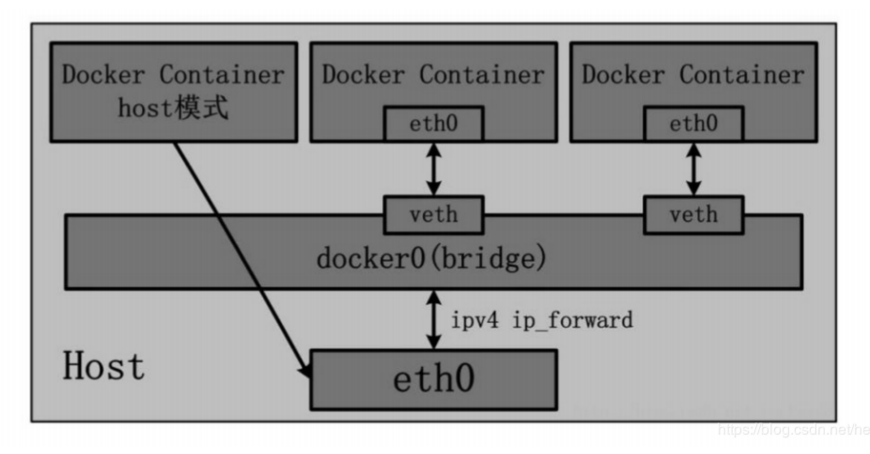 Docker Container
host模式
Docker Container
eth0
Docker Container
eth0
veth
veth
docker0(bridge)
ipv4 ip_forward
Host
eth0
https://blog.csdn.net/he